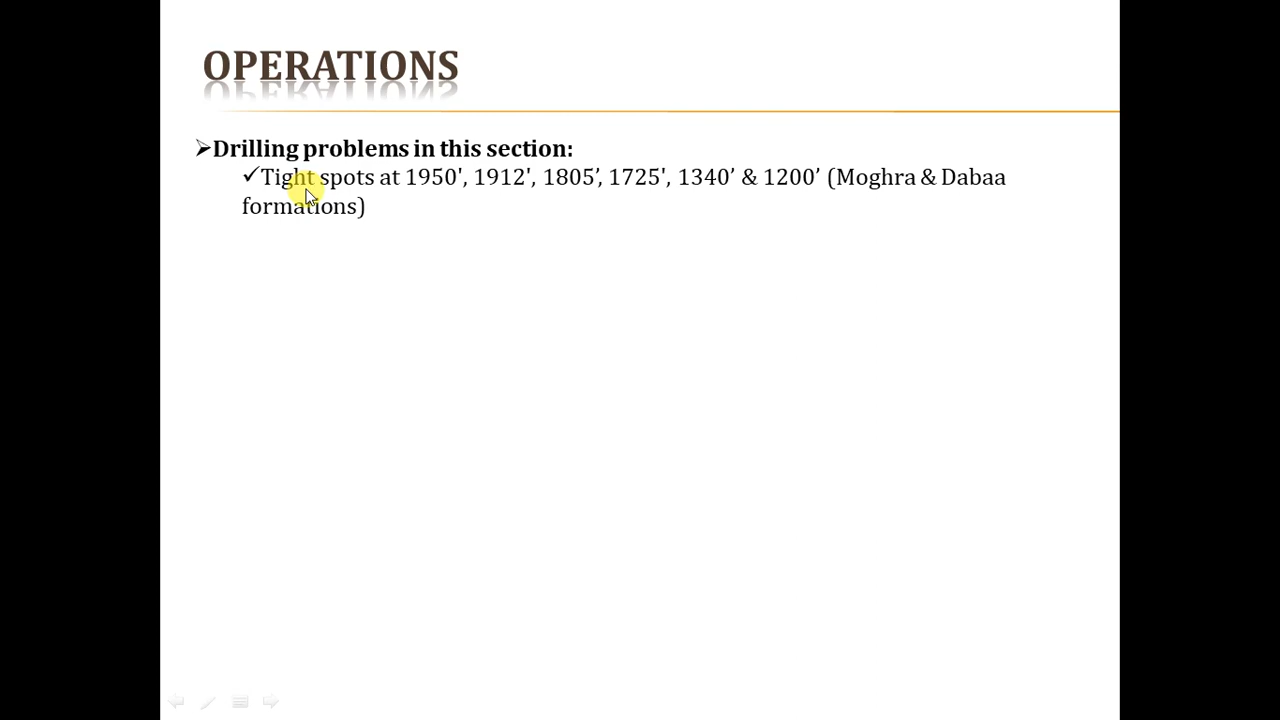 OPERATIONS
➢Drilling problems in this section:
✓Tight spots at 1950', 1912', 1805’, 1725', 1340’ & 1200’ (Moghra & Dabaa
formations)